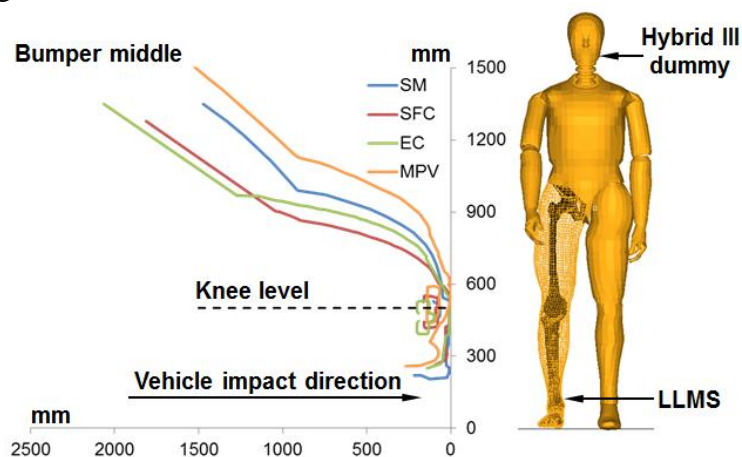 Bumper middle
mm
Hybrid III
dummy
1500
SM
SFC
EC
MPV
1200
900
600
Knee level
300
Vehicle impact direction
LLMS
mm
0
2500
2000
1500
1000
500
0